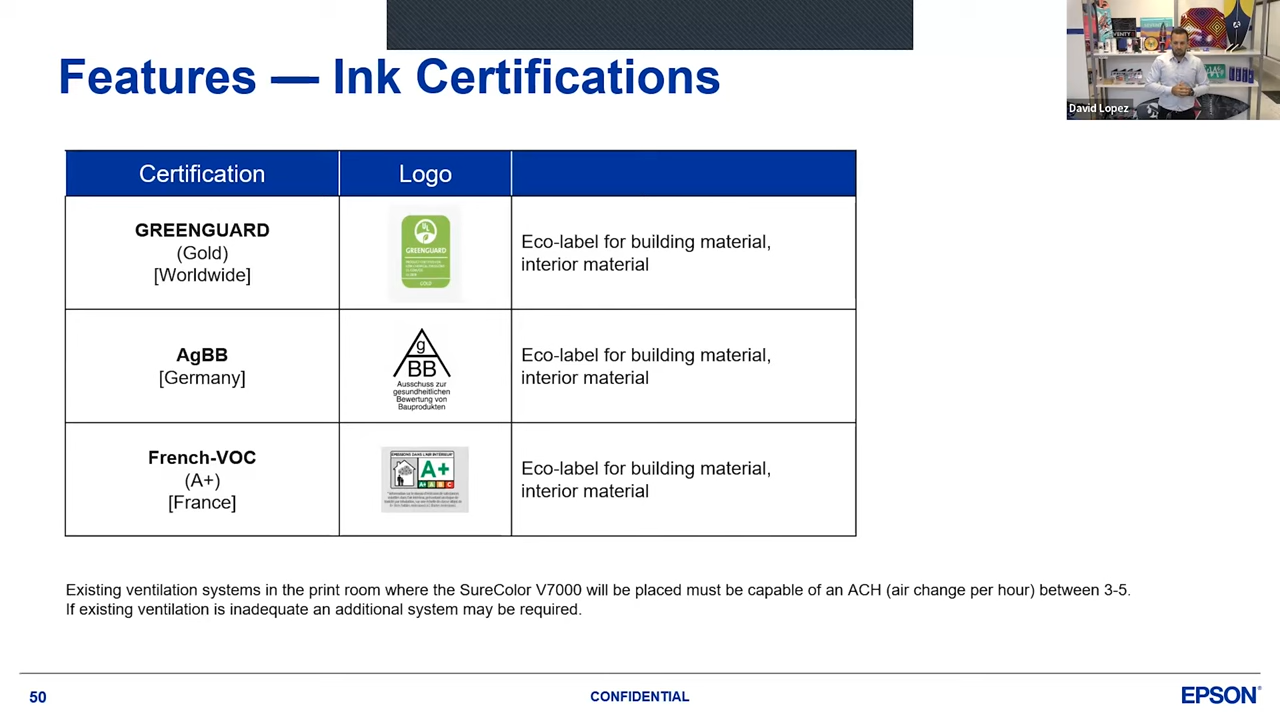 Features — Ink Certifications
David Lopez
Certification
Logo
GREENGUARD
(Gold)
[Worldwide]
UL
GREENGUARD
GOLD
Eco-label for building material,
interior material
AgBB
[Germany]
g
BB
Ausschuss zur
gesundheitlichen
Bewertung von
Bauprodukten
Eco-label for building material,
interior material
French-VOC
(A+)
[France]
A+
A+ A B C
Eco-label for building material,
interior material
Existing ventilation systems in the print room where the SureColor V7000 will be placed must be capable of an ACH (air change per hour) between 3-5.
If existing ventilation is inadequate an additional system may be required.
50
CONFIDENTIAL
EPSON